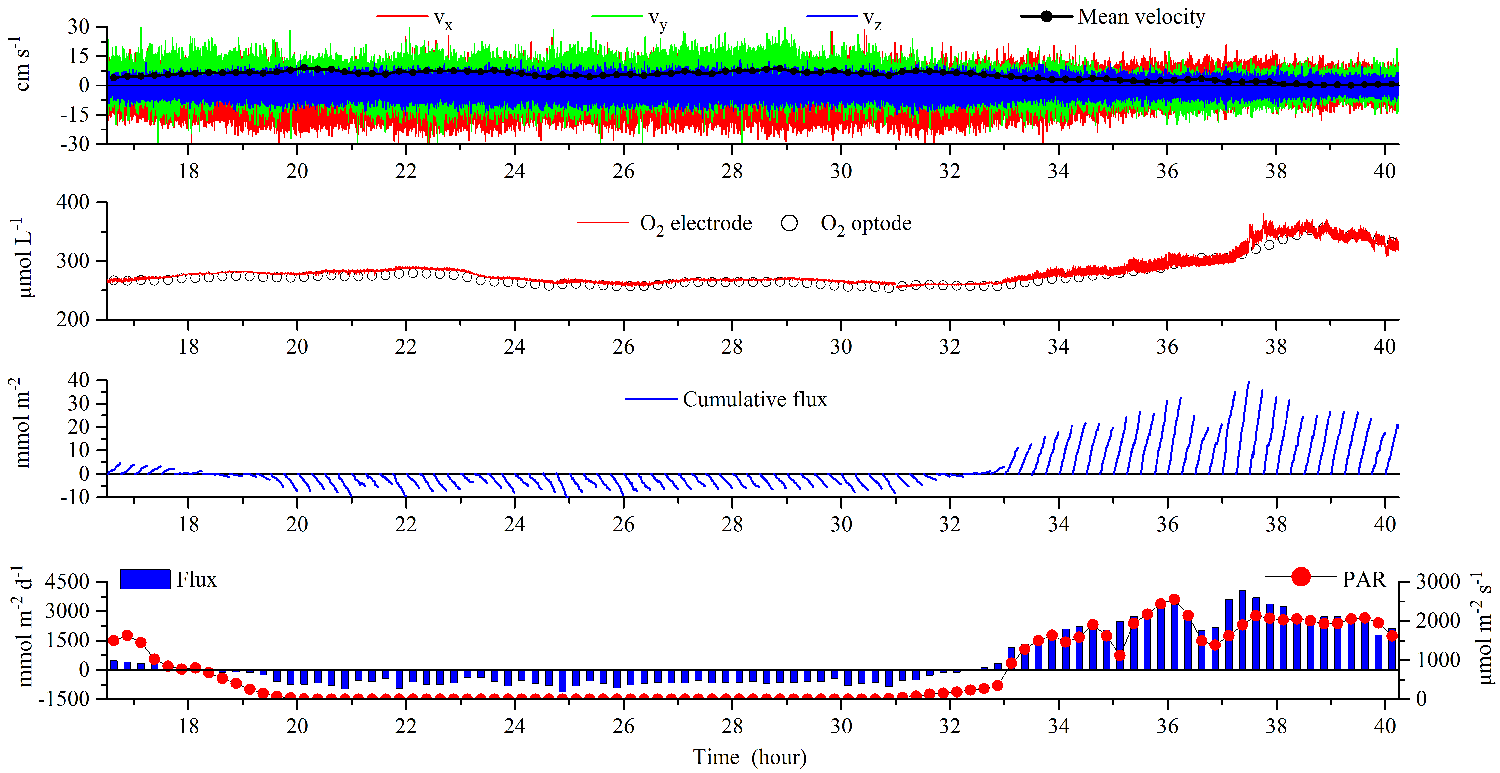 vx vy vz Mean velocity
cm s-1
30
15
0
-15
-30
18 20 22 24 26 28 30 32 34 36 38 40
O2 electrode O2 optode
μmol L-1
400
300
200
18 20 22 24 26 28 30 32 34 36 38 40
Cumulative flux
mmol m-2
40
30
20
10
0
-10
18 20 22 24 26 28 30 32 34 36 38 40
Flux PAR
mmol m-2 d-1
4500
3000
1500
0
-1500
3000
2000
1000
0
μmol m-2 s-1
18 20 22 24 26 28 30 32 34 36 38 40
Time (hour)